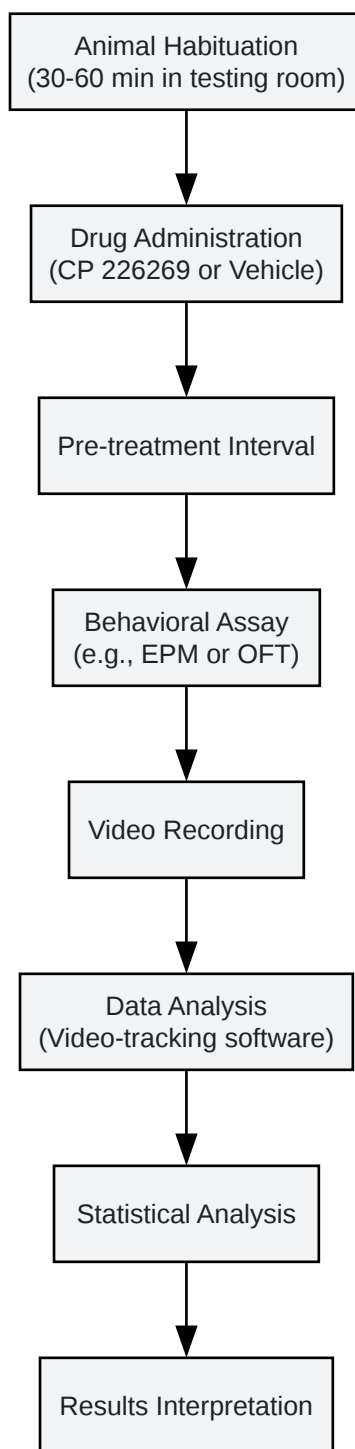 Animal Habituation
(30-60 min in testing room)
Drug Administration
(CP 226269 or Vehicle)
Pre-treatment Interval
Behavioral Assay
(e.g., EPM or OFT)
Video Recording
Data Analysis
(Video-tracking software)
Statistical Analysis
Results Interpretation